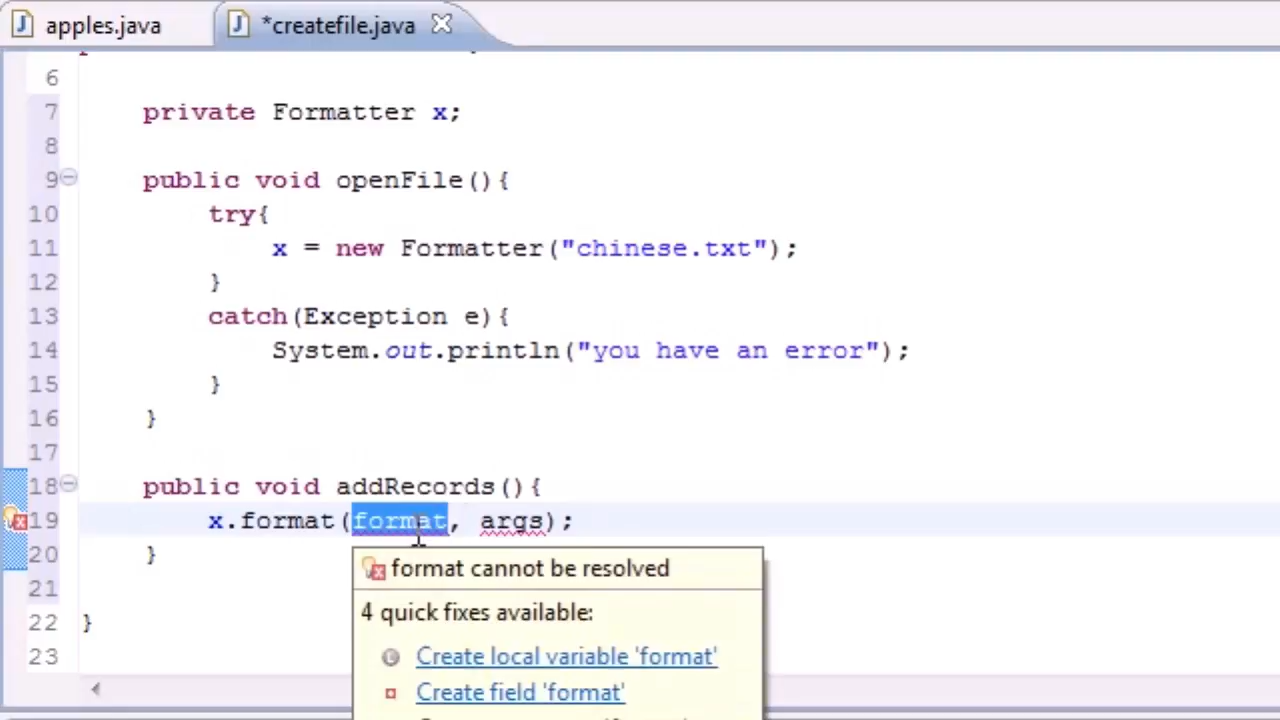 apples.java
*createfile.java
6
7 private Formatter x;
8
9 public void openFile(){
10 try{
11 x = new Formatter("chinese.txt");
12 }
13 catch(Exception e){
14 System.out.println("you have an error");
15 }
16 }
17
18 public void addRecords(){
19 x.format(format, args);
20 }
format cannot be resolved
21
4 quick fixes available:
22 }
23
Create local variable 'format'
Create field 'format'